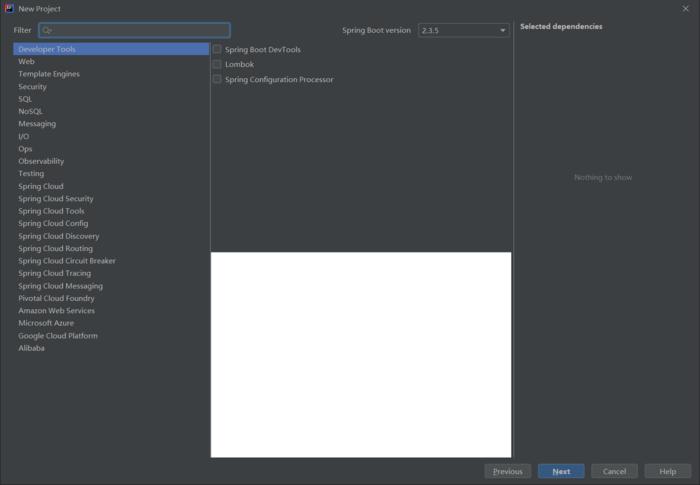 New Project
Filter
Spring Boot version 2.3.5
Selected dependencies
Developer Tools
Web
Template Engines
Security
SQL
NoSQL
Messaging
I/O
Ops
Observability
Testing
Spring Cloud
Spring Cloud Security
Spring Cloud Tools
Spring Cloud Config
Spring Cloud Discovery
Spring Cloud Routing
Spring Cloud Circuit Breaker
Spring Cloud Tracing
Spring Cloud Messaging
Pivotal Cloud Foundry
Amazon Web Services
Microsoft Azure
Google Cloud Platform
Alibaba
Spring Boot DevTools
Lombok
Spring Configuration Processor
Nothing to show
Previous
Next
Cancel
Help